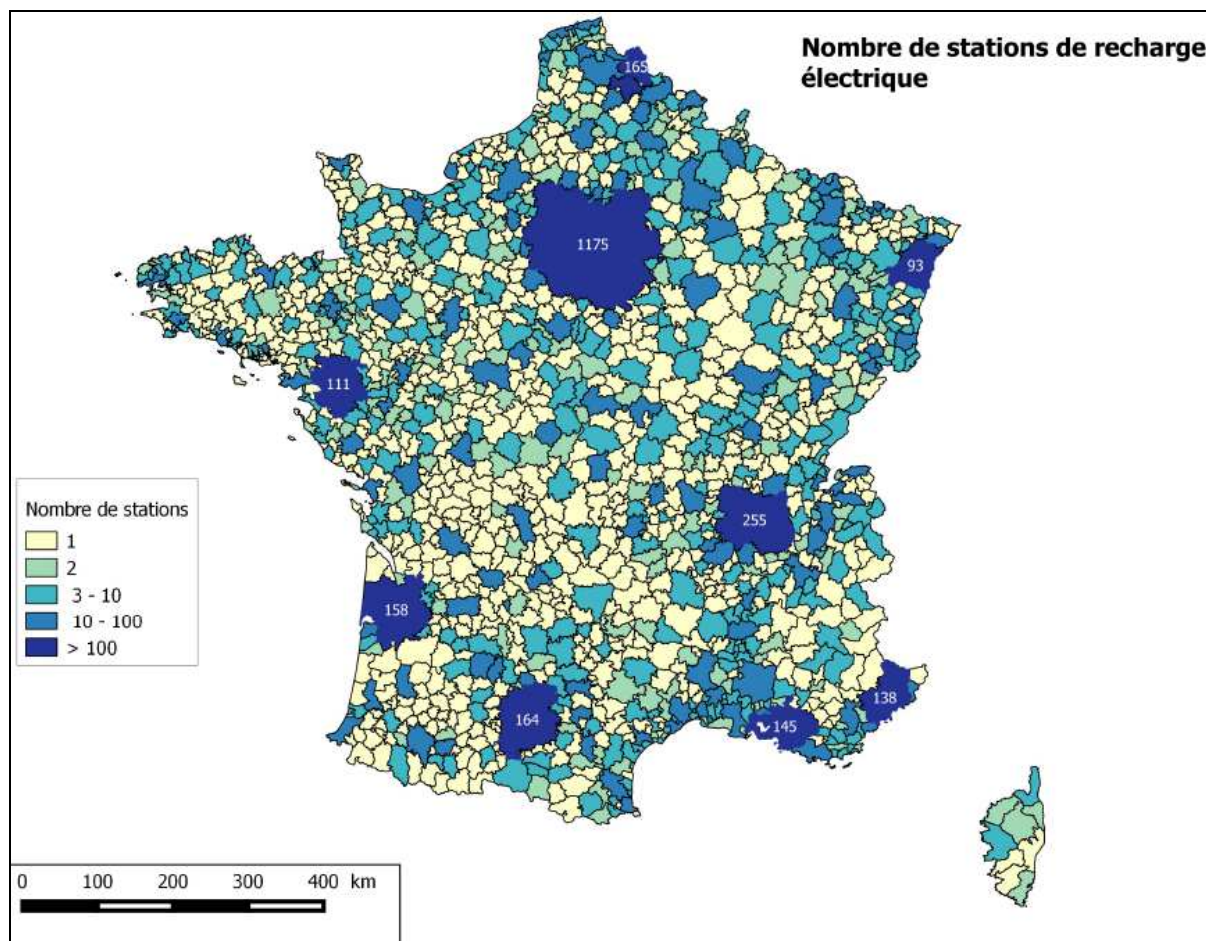 Nombre de stations de recharge
électrique
165
1175
93
111
255
158
164
145
138
Nombre de stations
1
2
3 - 10
10 - 100
> 100
0 100 200 300 400 km